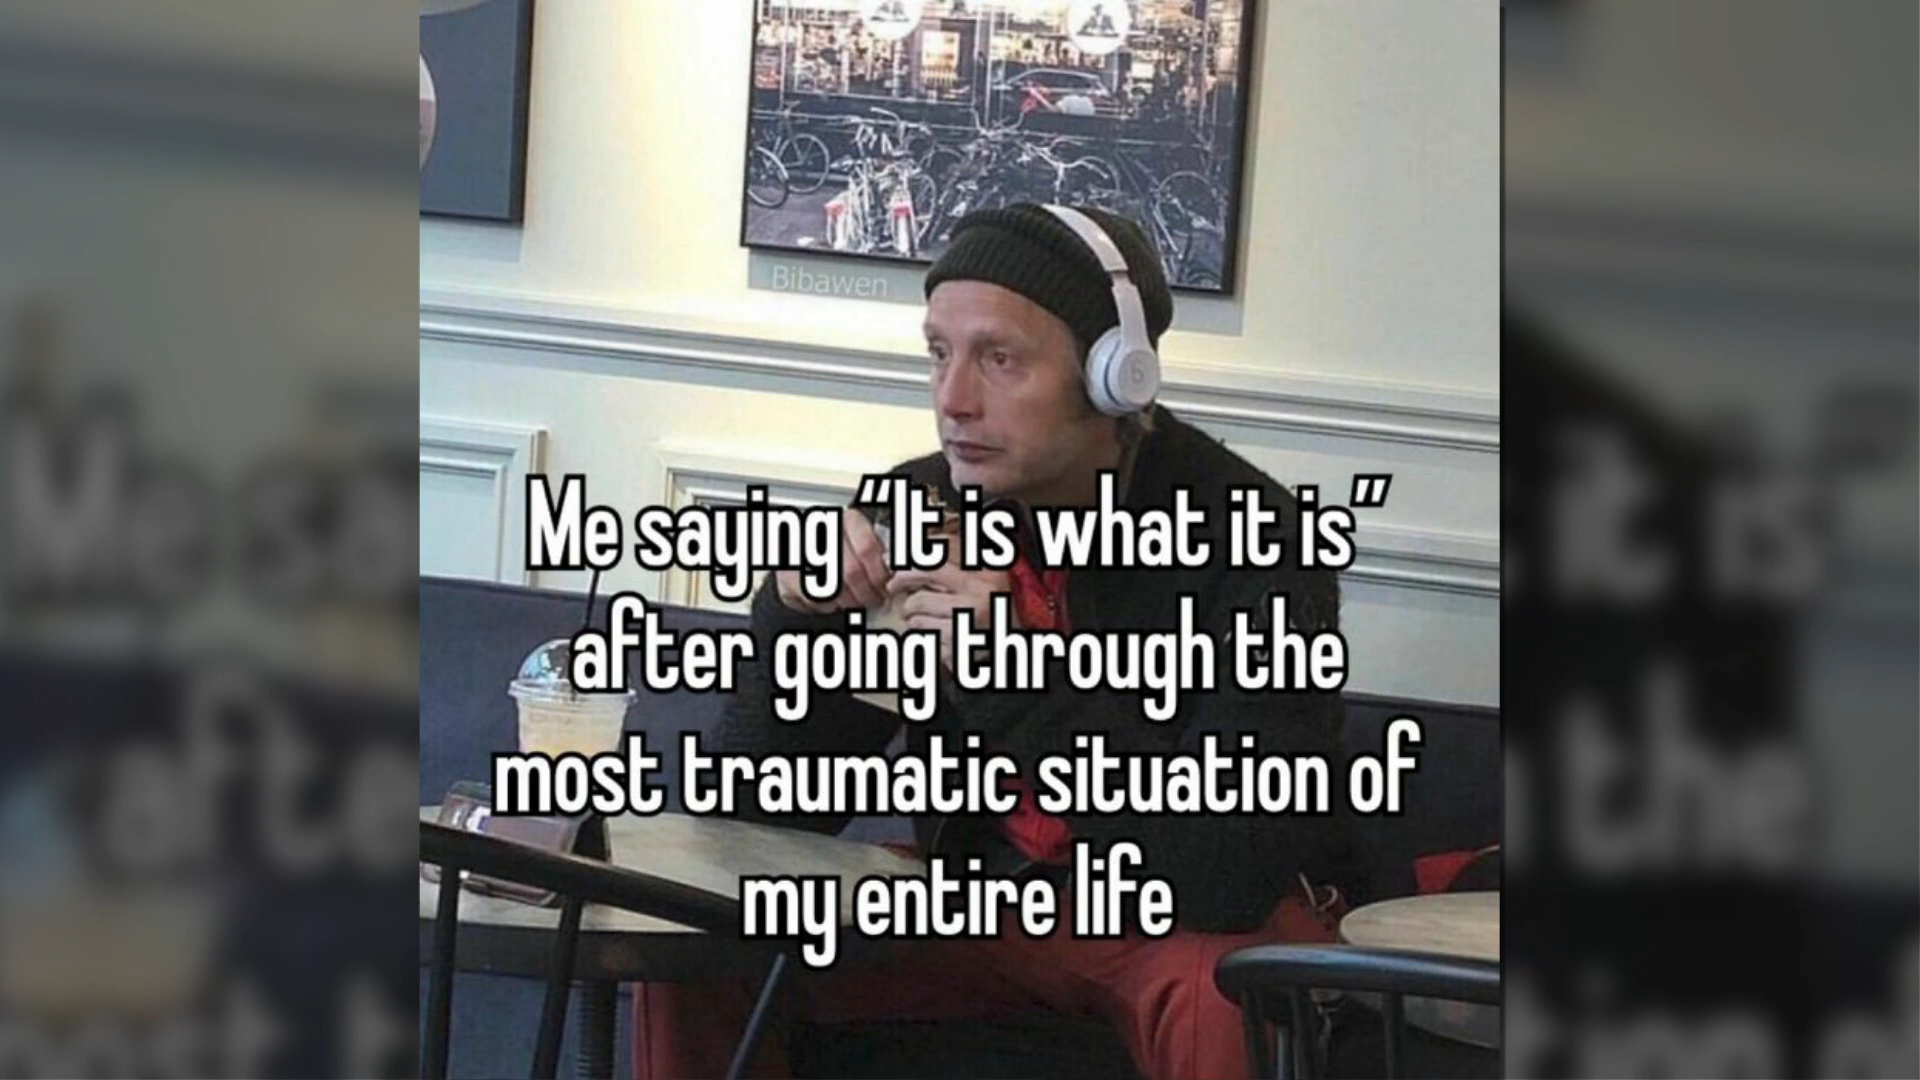 Bibawen
Me saying “It is what it is”
after going through the
most traumatic situation of
my entire life